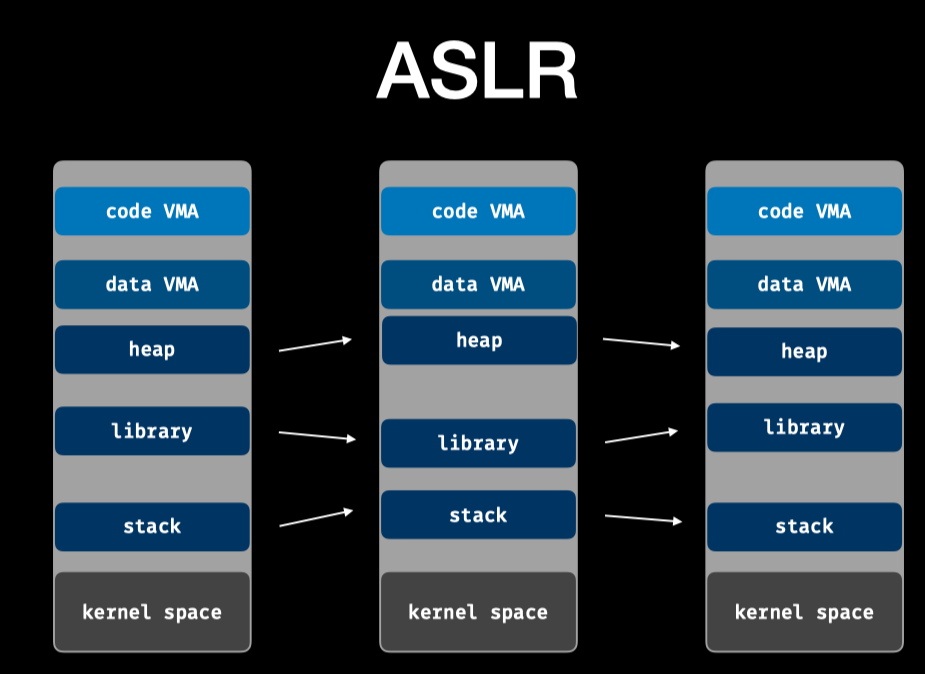 ASLR
code VMA
data VMA
heap
library
stack
kernel space
code VMA
data VMA
heap
library
stack
kernel space
code VMA
data VMA
heap
library
stack
kernel space